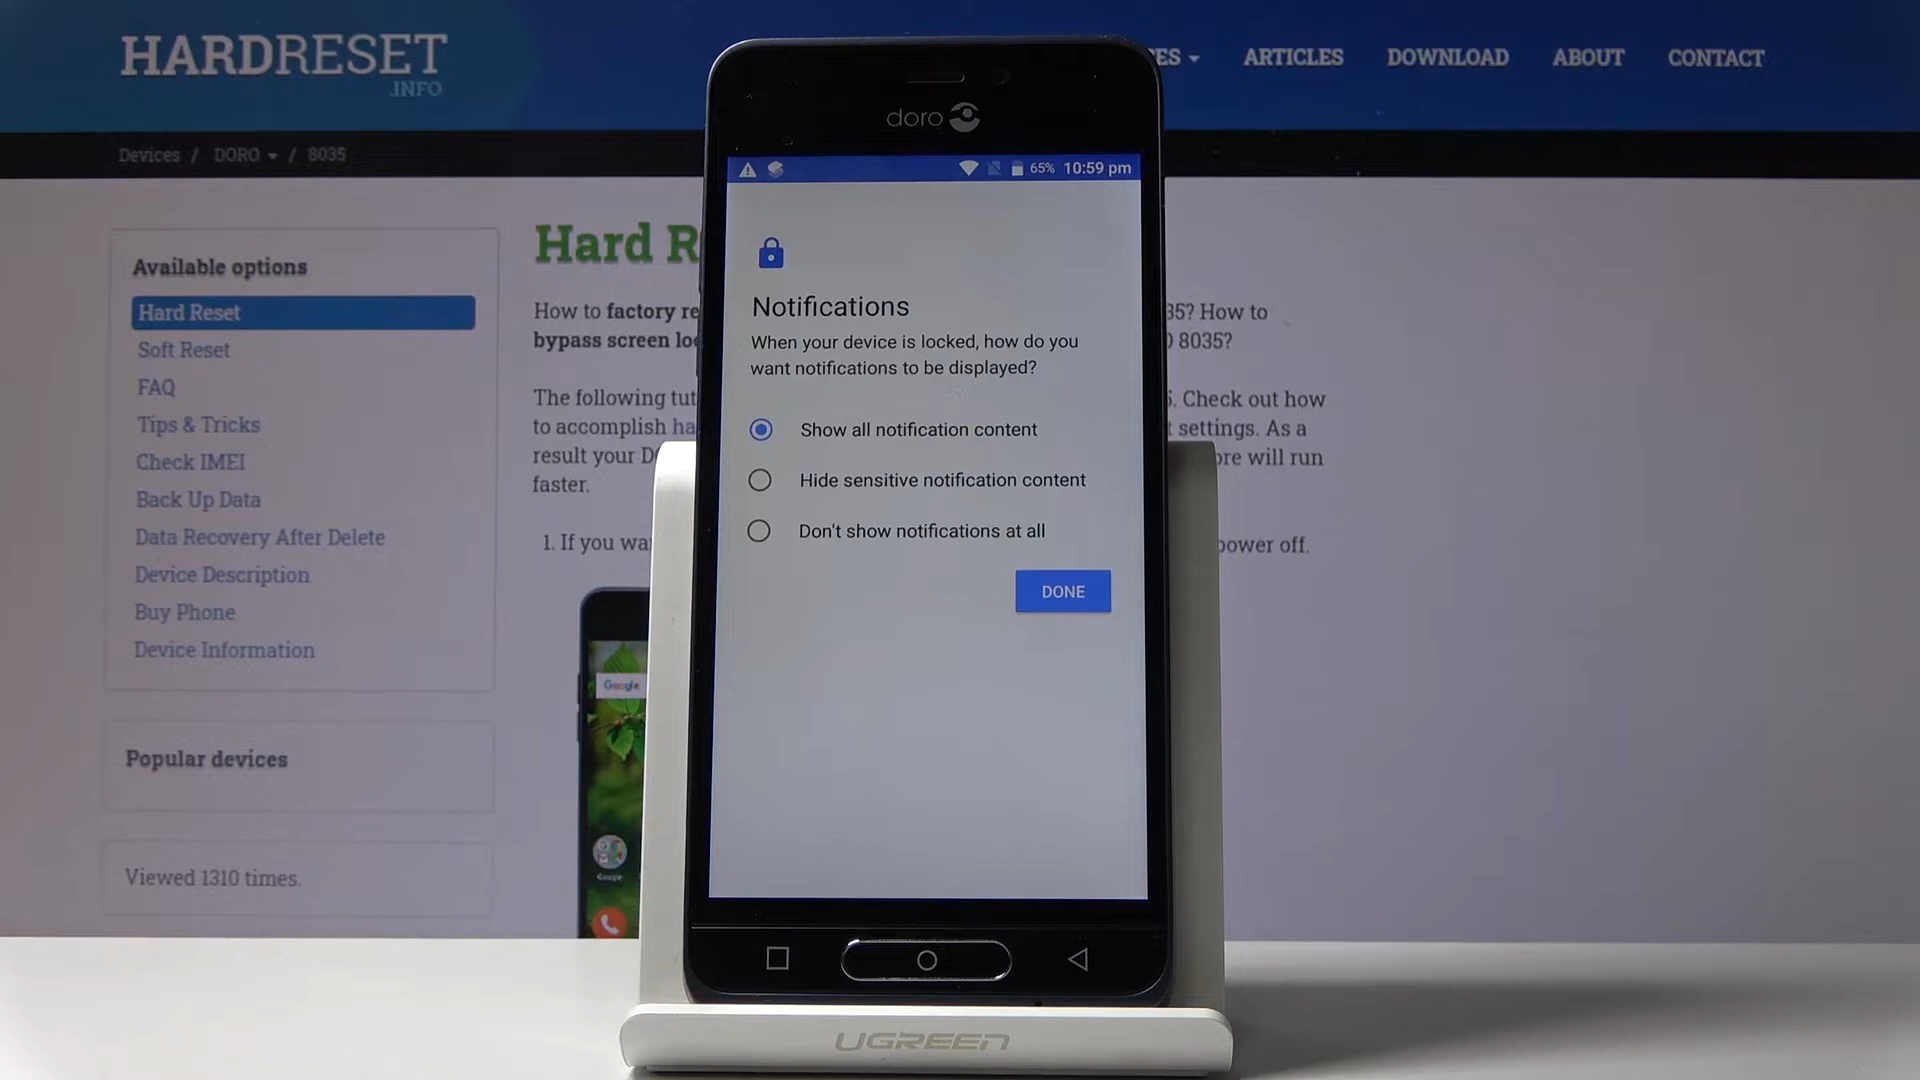 HARDRESET
.INFO
ES
ARTICLES
DOWNLOAD
ABOUT
CONTACT
Devices / DORO / 8035
Available options
Hard Reset
Soft Reset
FAQ
Tips & Tricks
Check IMEI
Back Up Data
Data Recovery After Delete
Device Description
Buy Phone
Device Information
Popular devices
Viewed 1310 times.
Hard R
How to factory re
35? How to
bypass screen lo
8035?
The following tut
. Check out how
to accomplish ha
t settings. As a
result your D
ore will run
faster.
1. If you wa
power off.
Google
Google
doro
65% 10:59 pm
Notifications
When your device is locked, how do you
want notifications to be displayed?
Show all notification content
Hide sensitive notification content
Don't show notifications at all
DONE
UGREEN